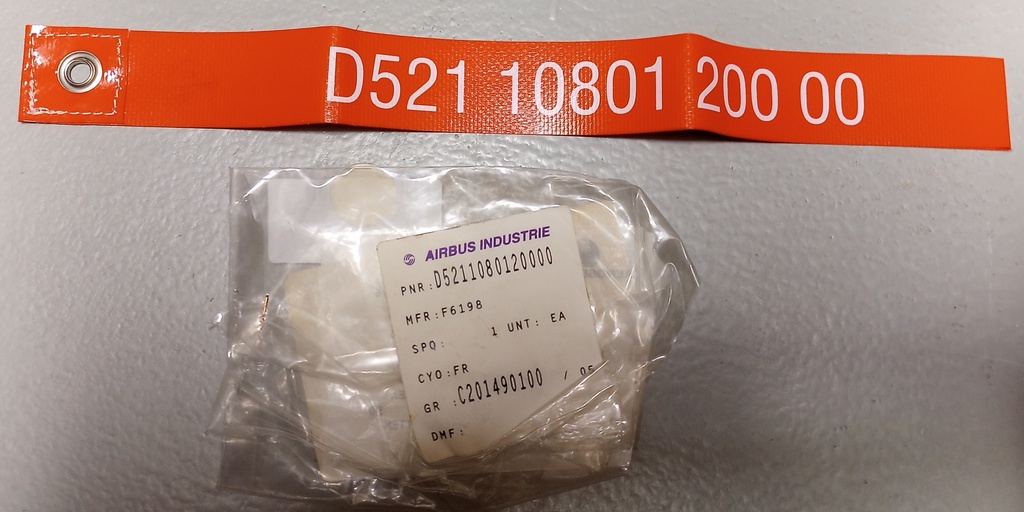 D521 10801 200 00
AIRBUS INDUSTRIE
PNR:D5211080120000
MFR:F6198
SPQ: 1 UNT: EA
CYO:FR
GR :C201490100 / 05
DMF: